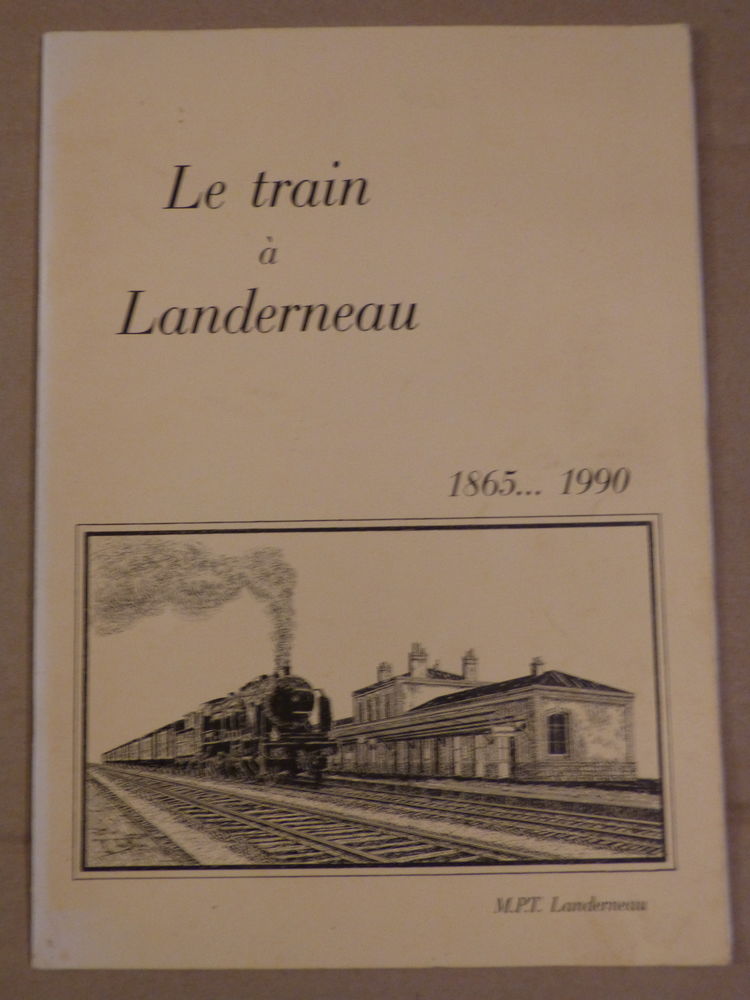 Le train
à
Landerneau
1865... 1990
M.P.T. Landerneau